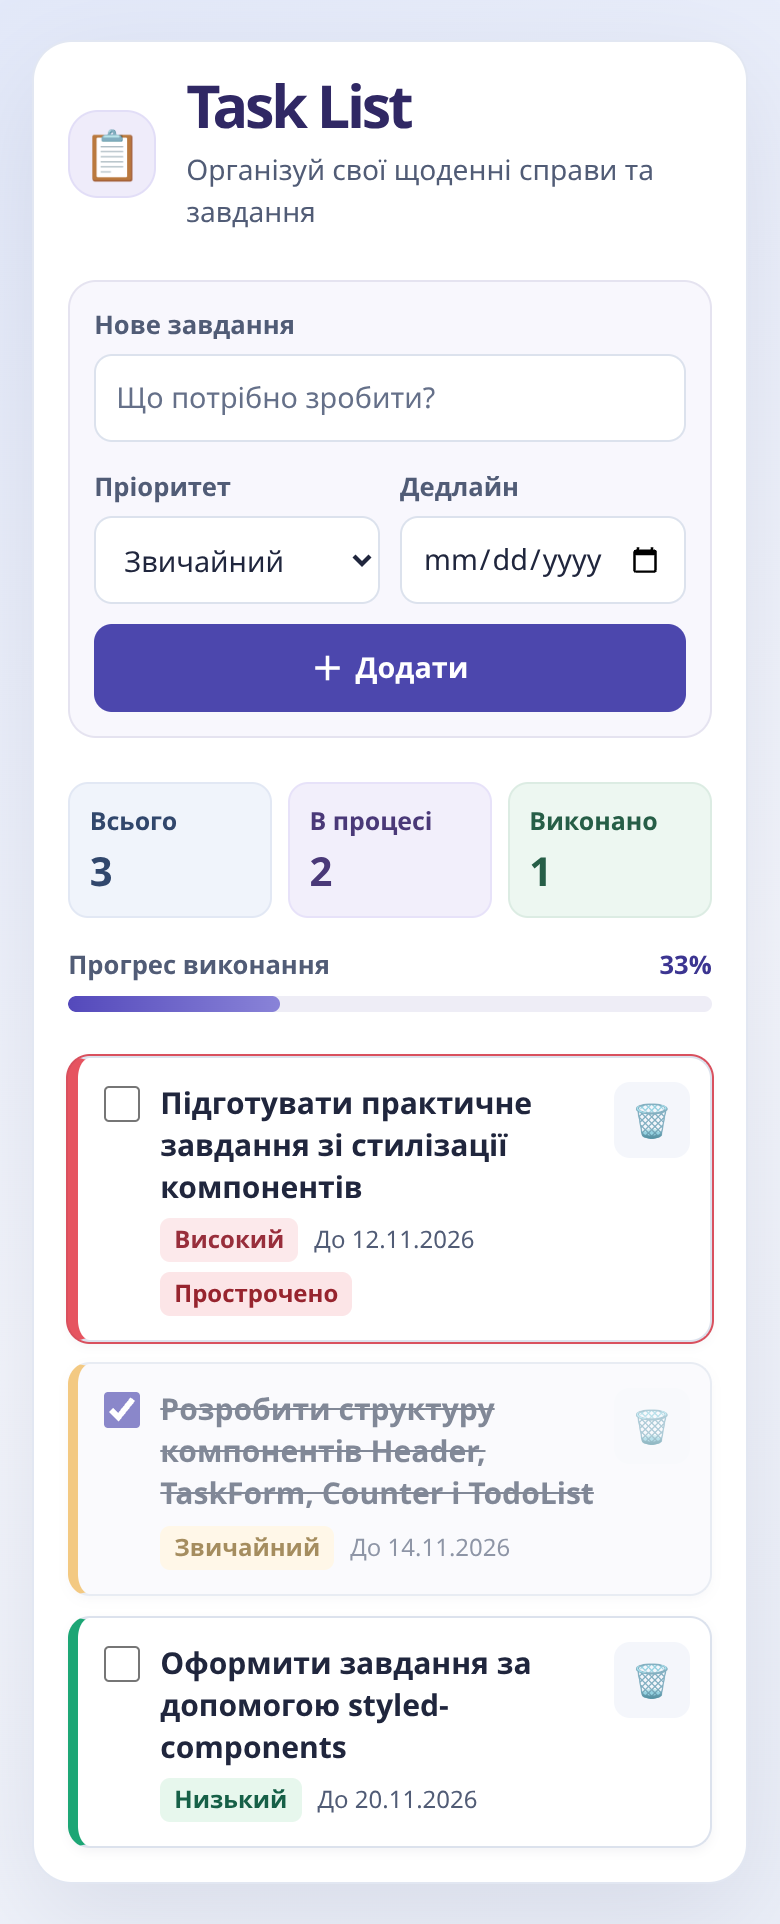 Task List
Організуй свої щоденні справи та
завдання
Нове завдання
Що потрібно зробити?
Пріоритет
Дедлайн
Звичайний
mm/dd/yyyy
+ Додати
Всього
3
В процесі
2
Виконано
1
Прогрес виконання
33%
Підготувати практичне
завдання зі стилізації
компонентів
Високий
До 12.11.2026
Прострочено
Розробити структуру
компонентів Header,
TaskForm, Counter і TodoList
Звичайний
До 14.11.2026
Оформити завдання за
допомогою styled-
components
Низький
До 20.11.2026